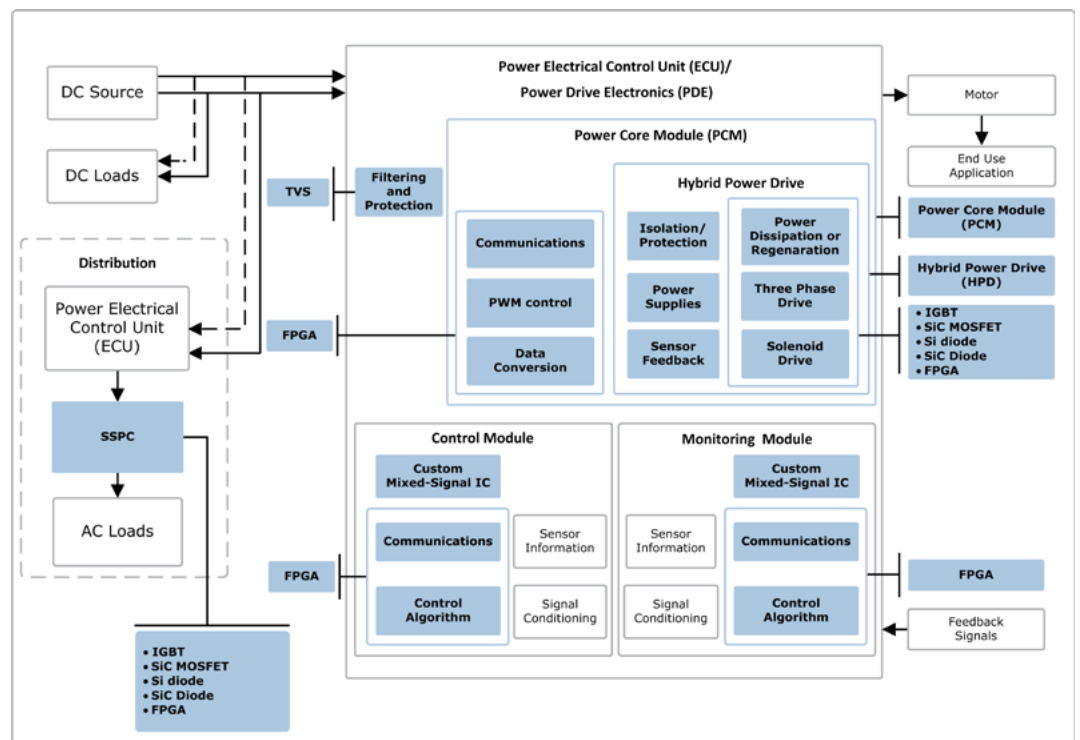 DC Source
DC Loads
Distribution
Power Electrical
Control Unit
(ECU)
SSPC
AC Loads
• IGBT
• SiC MOSFET
• Si diode
• SiC Diode
• FPGA
Power Electrical Control Unit (ECU)/
Power Drive Electronics (PDE)
TVS
Filtering
and
Protection
FPGA
Power Core Module (PCM)
Communications
PWM control
Data
Conversion
Hybrid Power Drive
Isolation/
Protection
Power
Supplies
Sensor
Feedback
Power
Dissipation or
Regenaration
Three Phase
Drive
Solenoid
Drive
Control Module
Custom
Mixed-Signal IC
FPGA
Communications
Control
Algorithm
Sensor
Information
Signal
Conditioning
Monitoring Module
Custom
Mixed-Signal IC
Sensor
Information
Signal
Conditioning
Communications
Control
Algorithm
Motor
End Use
Application
Power Core Module
(PCM)
Hybrid Power Drive
(HPD)
• IGBT
• SiC MOSFET
• Si diode
• SiC Diode
• FPGA
FPGA
Feedback
Signals